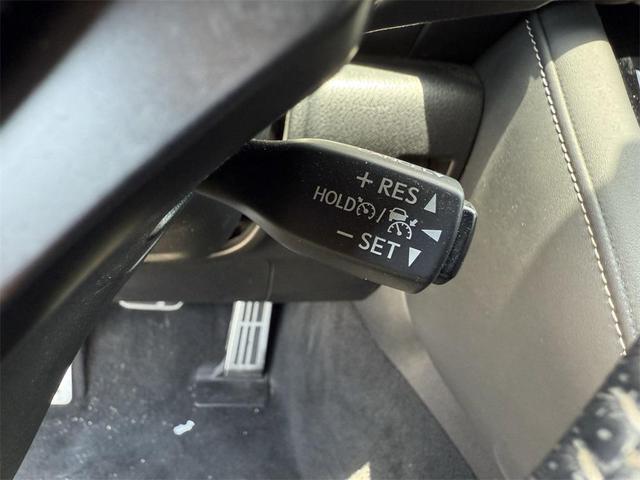 + RES
HOLD /
− SET